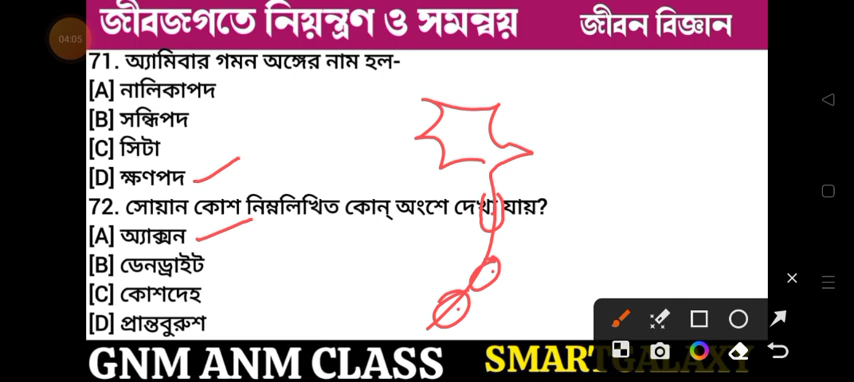 জীবজগতে নিয়ন্ত্রণ ও সমন্বয় জীবন বিজ্ঞান
04:05
71. অ্যামিবার গমন অঙ্গের নাম হল-
[A] নালিকাপদ
[B] সন্ধিপদ
[C] সিটা
[D] ক্ষণপদ
72. সোয়ান কোশ নিম্নলিখিত কোন্ অংশে দেখা যায়?
[A] অ্যাক্সন
[B] ডেনড্রাইট
[C] কোশদেহ
[D] প্রান্তবুরুশ
GNM ANM CLASS SMARTGALAXY